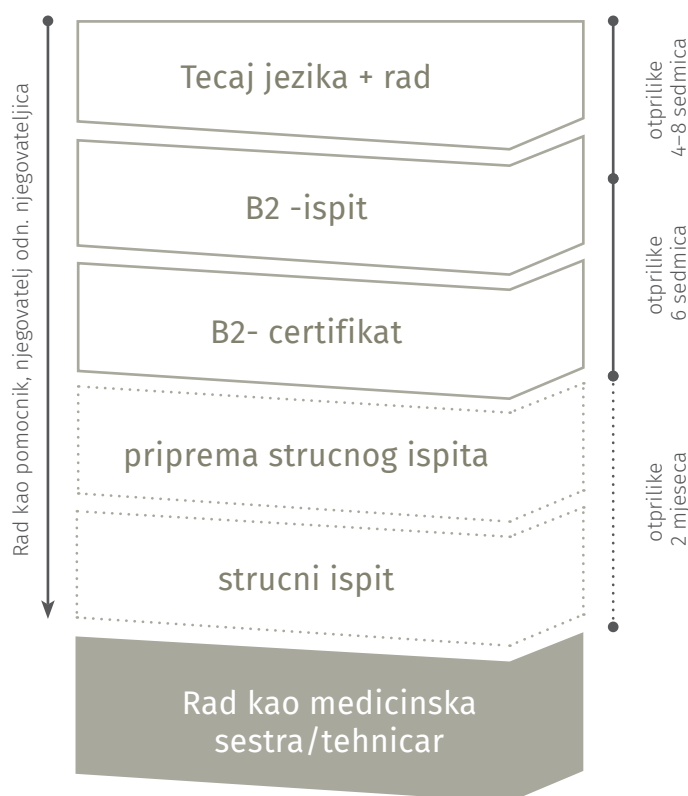 Rad kao pomocnik, njegovatelj odn. njegovateljica
Tecaj jezika + rad
otprilike
4–8 sedmica
B2 -ispit
B2- certifikat
otprilike
6 sedmica
priprema strucnog ispita
strucni ispit
otprilike
2 mjeseca
Rad kao medicinska
sestra/tehnicar